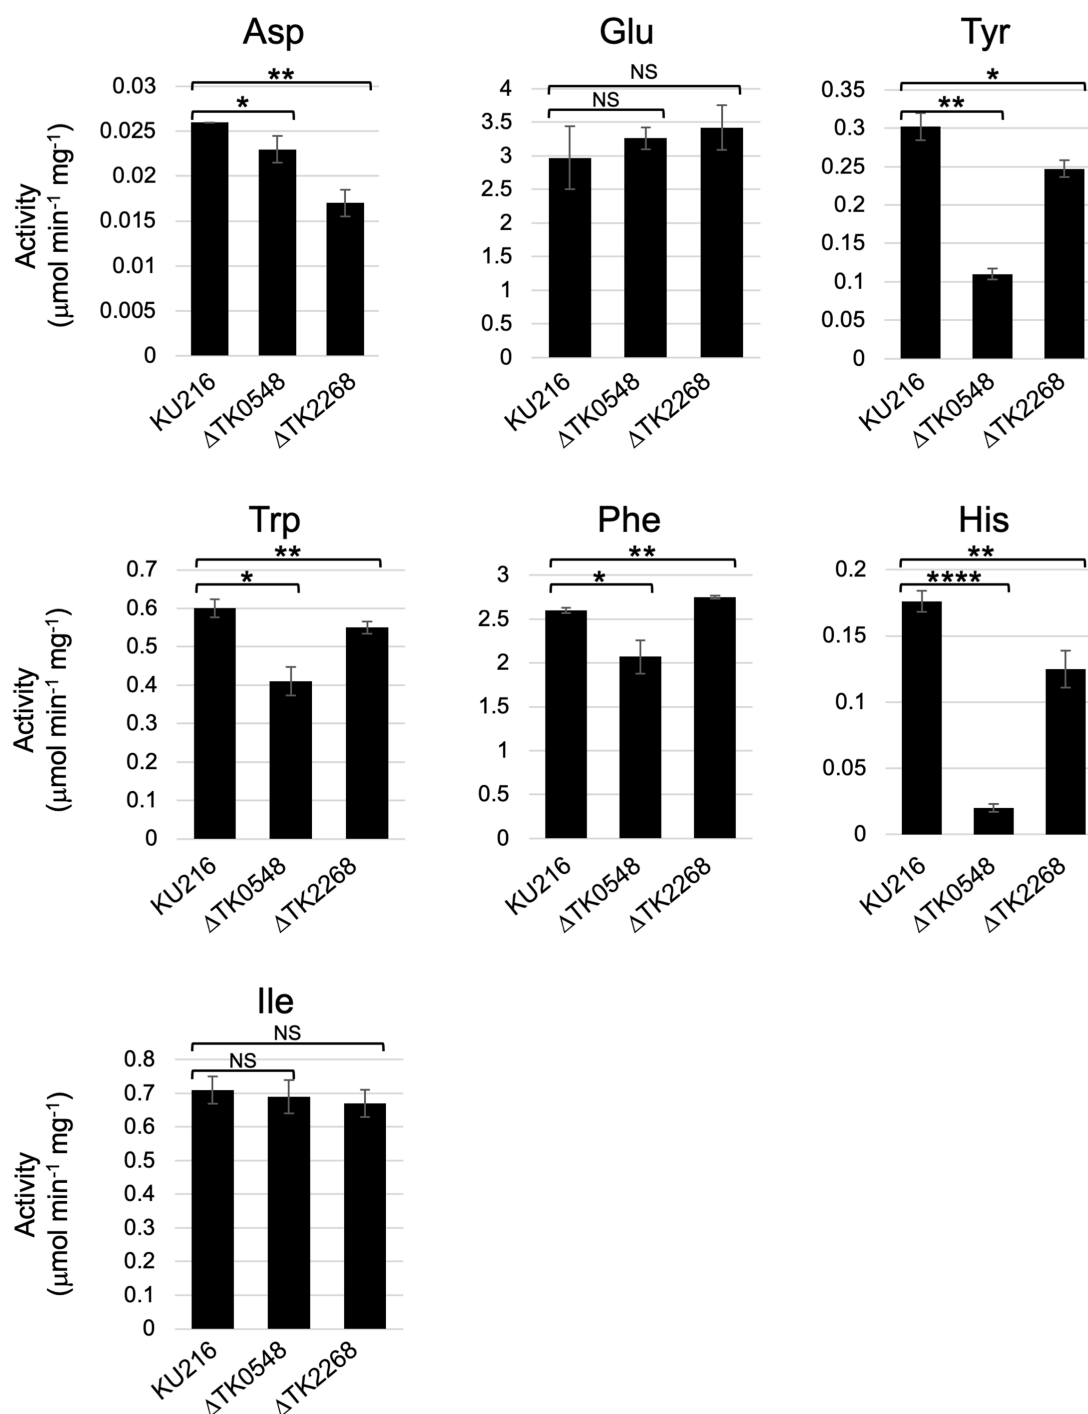 Asp
**
*
0.03
0.025
0.02
0.015
0.01
0.005
0
Activity
(μmol min⁻¹ mg⁻¹)
KU216
ΔTK0548
ΔTK2268
Glu
NS
NS
4
3.5
3
2.5
2
1.5
1
0.5
0
KU216
ΔTK0548
ΔTK2268
Tyr
*
**
0.35
0.3
0.25
0.2
0.15
0.1
0.05
0
KU216
ΔTK0548
ΔTK2268
Trp
**
*
0.7
0.6
0.5
0.4
0.3
0.2
0.1
0
Activity
(μmol min⁻¹ mg⁻¹)
KU216
ΔTK0548
ΔTK2268
Phe
**
*
3
2.5
2
1.5
1
0.5
0
KU216
ΔTK0548
ΔTK2268
His
**
****
0.2
0.15
0.1
0.05
0
KU216
ΔTK0548
ΔTK2268
Ile
NS
NS
0.8
0.7
0.6
0.5
0.4
0.3
0.2
0.1
0
Activity
(μmol min⁻¹ mg⁻¹)
KU216
ΔTK0548
ΔTK2268